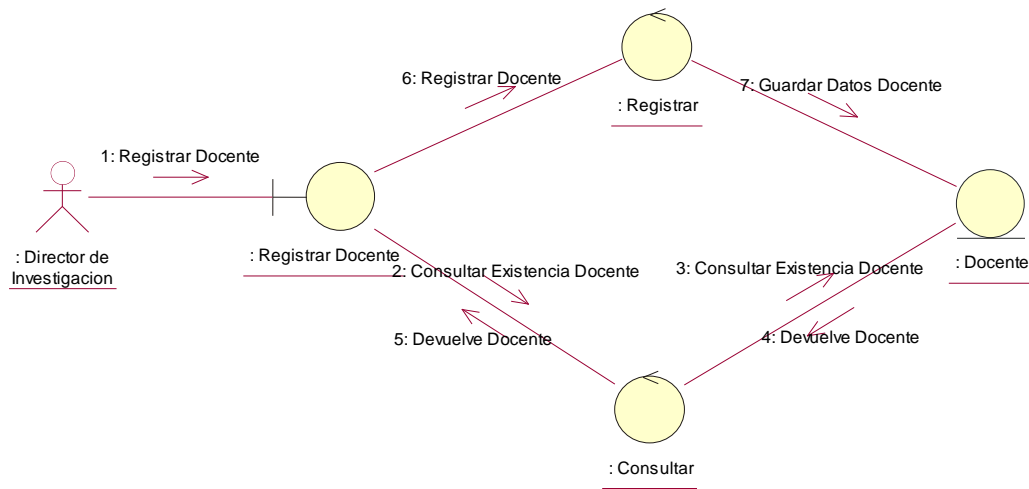 6: Registrar Docente
7: Guardar Datos Docente
: Registrar
1: Registrar Docente
: Director de
Investigacion
: Registrar Docente
2: Consultar Existencia Docente
3: Consultar Existencia Docente
: Docente
5: Devuelve Docente
4: Devuelve Docente
: Consultar